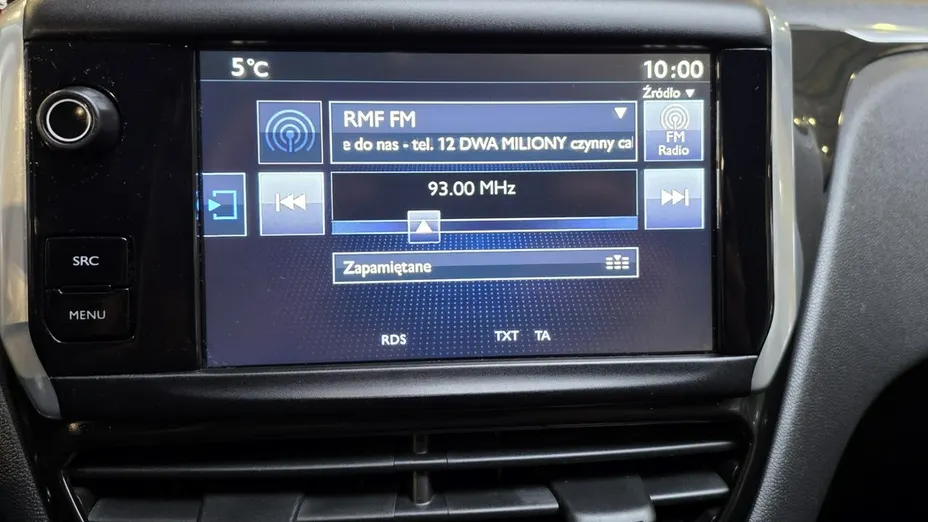 5°C
10:00
Źródło
RMF FM
e do nas - tel. 12 DWA MILIONY czynny cal
FM
Radio
93.00 MHz
SRC
Zapamiętane
MENU
RDS TXT TA